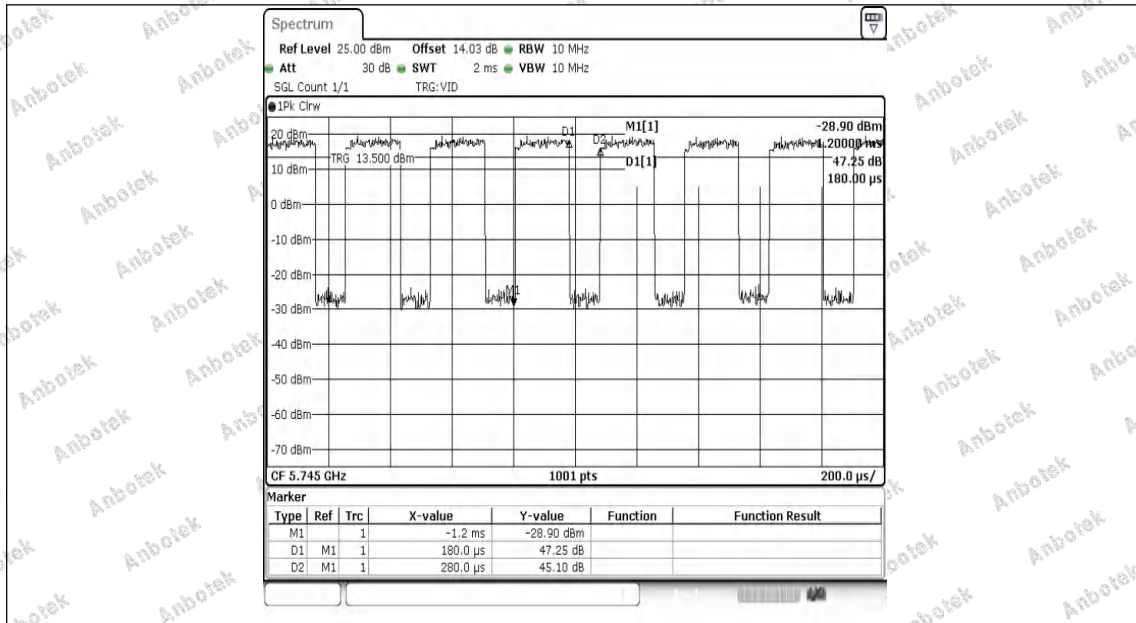 Spectrum
Ref Level 25.00 dBm Offset 14.03 dB RBW 10 MHz
Att 30 dB SWT 2 ms VBW 10 MHz
SGL Count 1/1 TRG:VID
1Pk Clrw
M1[1] -28.90 dBm
1.20000 ms
D1[1] 47.25 dB
180.00 µs
20 dBm
D1
D2
TRG 13.500 dBm
10 dBm
0 dBm
-10 dBm
-20 dBm
M1
-30 dBm
-40 dBm
-50 dBm
-60 dBm
-70 dBm
CF 5.745 GHz 1001 pts 200.0 µs/
Marker
Type Ref Trc X-value Y-value Function Function Result
M1 1 -1.2 ms -28.90 dBm
D1 M1 1 180.0 µs 47.25 dB
D2 M1 1 280.0 µs 45.10 dB
Anbotek